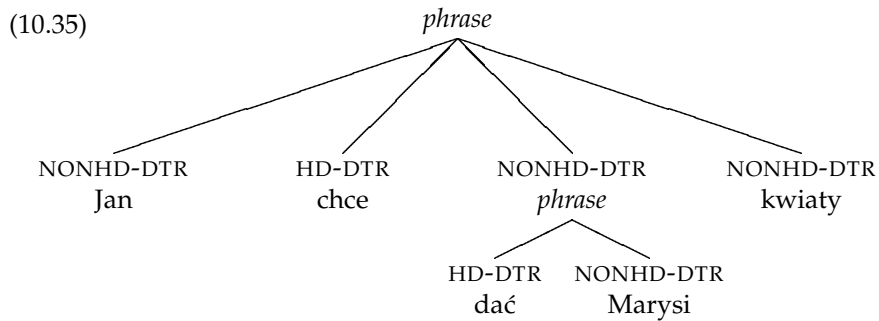 (10.35) phrase
NONHD-DTR HD-DTR NONHD-DTR NONHD-DTR
Jan chce phrase kwiaty
HD-DTR NONHD-DTR
dać Marysi